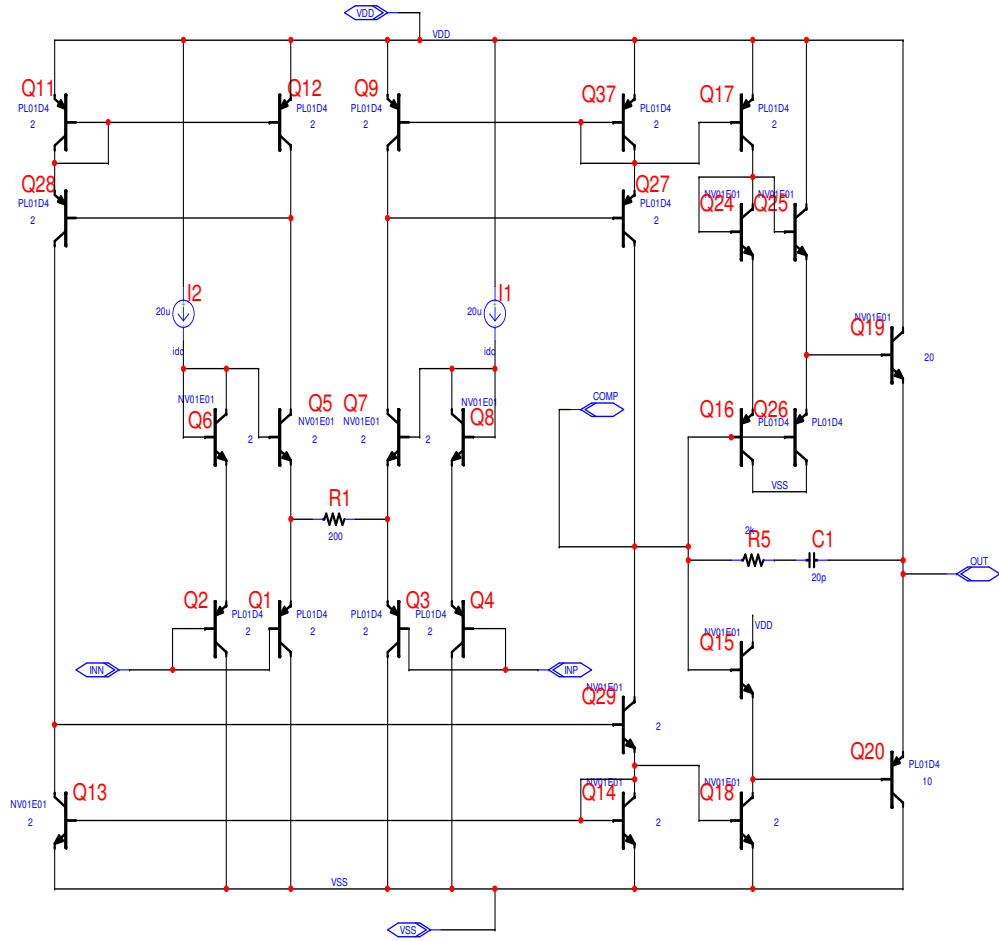 VDD
VDD
Q11
PL01D4
2
Q12
PL01D4
2
Q9
PL01D4
2
Q37
PL01D4
2
Q17
PL01D4
2
Q28
PL01D4
2
Q27
PL01D4
2
NV01E01
Q24
NV01E01
Q25
I2
20u
idc
I1
20u
idc
NV01E01
Q19
20
NV01E01
Q6
2
Q5
NV01E01
2
Q7
NV01E01
2
NV01E01
Q8
2
COMP
Q16
PL01D4
Q26
PL01D4
VSS
R1
200
2k
R5
C1
20p
OUT
Q2
PL01D4
2
Q1
PL01D4
2
Q3
PL01D4
2
Q4
PL01D4
2
INN
INP
VDD
NV01E01
Q15
NV01E01
Q29
2
Q20
PL01D4
10
Q13
NV01E01
2
NV01E01
Q14
2
NV01E01
Q18
2
VSS
VSS